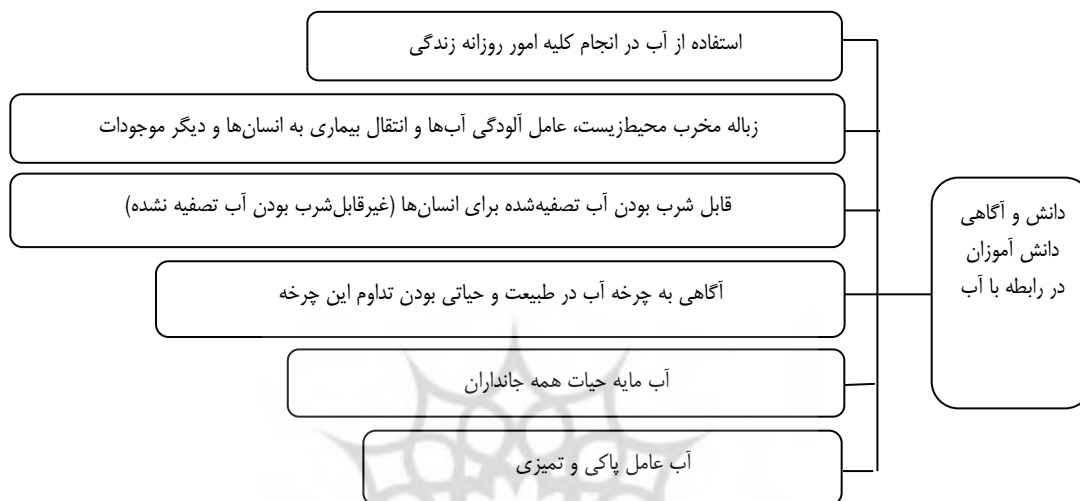 دانش و آگاهی
دانش آموزان
در رابطه با آب
استفاده از آب در انجام کلیه امور روزانه زندگی
زباله مخرب محیط‌زیست، عامل آلودگی آب‌ها و انتقال بیماری به انسان‌ها و دیگر موجودات
قابل شرب بودن آب تصفیه‌شده برای انسان‌ها (غیرقابل‌شرب بودن آب تصفیه نشده)
آگاهی به چرخه آب در طبیعت و حیاتی بودن تداوم این چرخه
آب مایه حیات همه جانداران
آب عامل پاکی و تمیزی